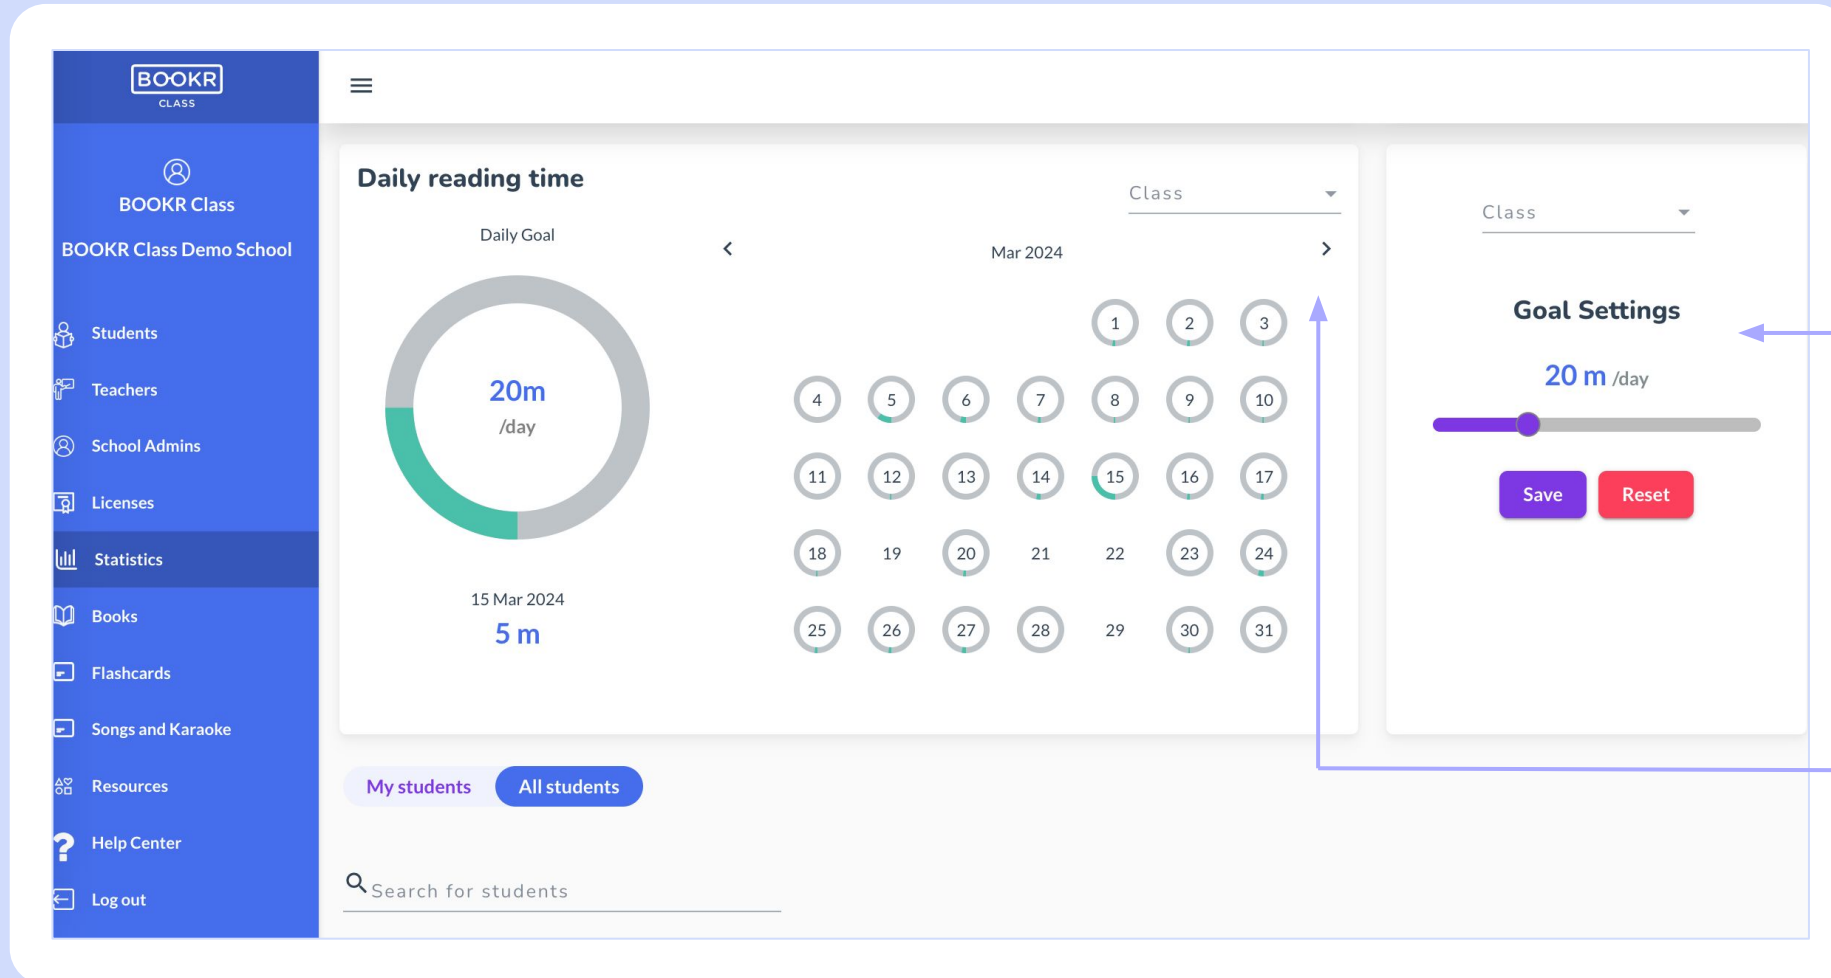 BOOKR
CLASS
BOOKR Class
BOOKR Class Demo School
Students
Teachers
School Admins
Licenses
Statistics
Books
Flashcards
Songs and Karaoke
Resources
? Help Center
Log out
Daily reading time
Class
Daily Goal
20m
/day
15 Mar 2024
5 m
Mar 2024
1 2 3
4 5 6 7 8 9 10
11 12 13 14 15 16 17
18 19 20 21 22 23 24
25 26 27 28 29 30 31
Class
Goal Settings
20 m /day
Save Reset
My students All students
Search for students